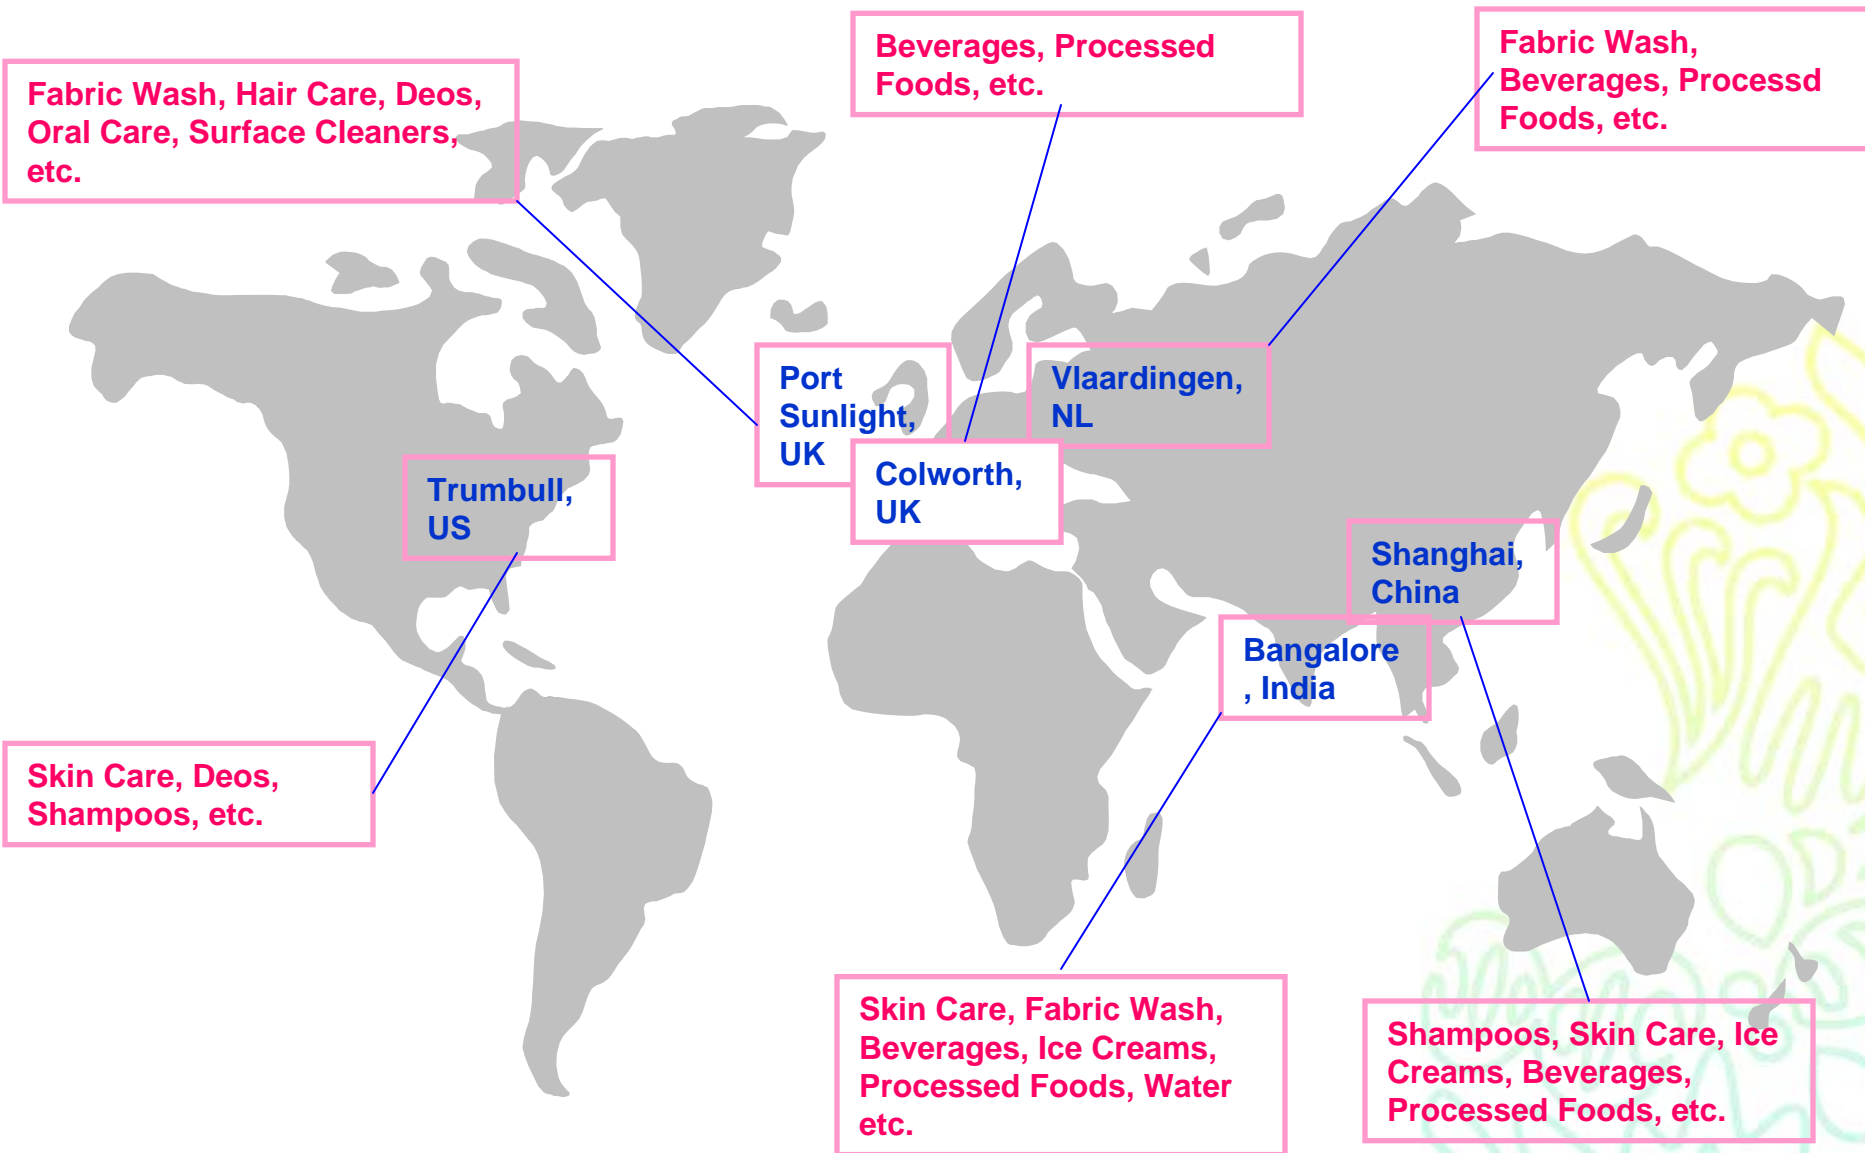 Beverages, Processed
Foods, etc.
Fabric Wash,
Beverages, Processd
Foods, etc.
Fabric Wash, Hair Care, Deos,
Oral Care, Surface Cleaners,
etc.
Port
Sunlight,
UK
Vlaardingen,
NL
Colworth,
UK
Trumbull,
US
Shanghai,
China
Bangalore
, India
Skin Care, Deos,
Shampoos, etc.
Skin Care, Fabric Wash,
Beverages, Ice Creams,
Processed Foods, Water
etc.
Shampoos, Skin Care, Ice
Creams, Beverages,
Processed Foods, etc.